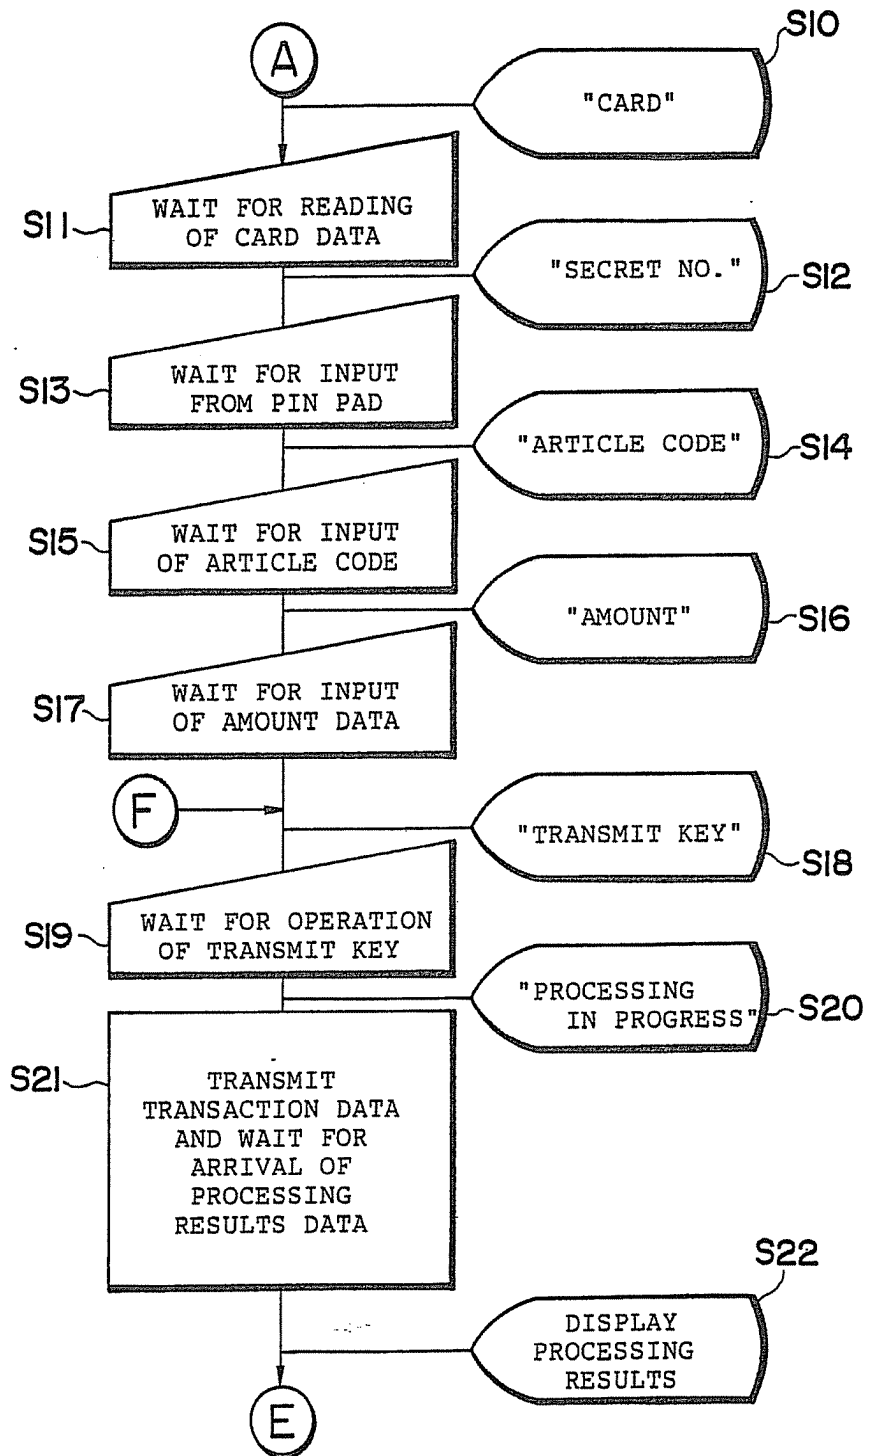 S10
A
"CARD"
WAIT FOR READING
OF CARD DATA
S11
"SECRET NO."
S12
WAIT FOR INPUT
FROM PIN PAD
S13
"ARTICLE CODE"
S14
WAIT FOR INPUT
OF ARTICLE CODE
S15
"AMOUNT"
S16
WAIT FOR INPUT
OF AMOUNT DATA
S17
F
"TRANSMIT KEY"
S18
WAIT FOR OPERATION
OF TRANSMIT KEY
S19
"PROCESSING
IN PROGRESS"
S20
S21
TRANSMIT
TRANSACTION DATA
AND WAIT FOR
ARRIVAL OF
PROCESSING
RESULTS DATA
S22
DISPLAY
PROCESSING
RESULTS
E